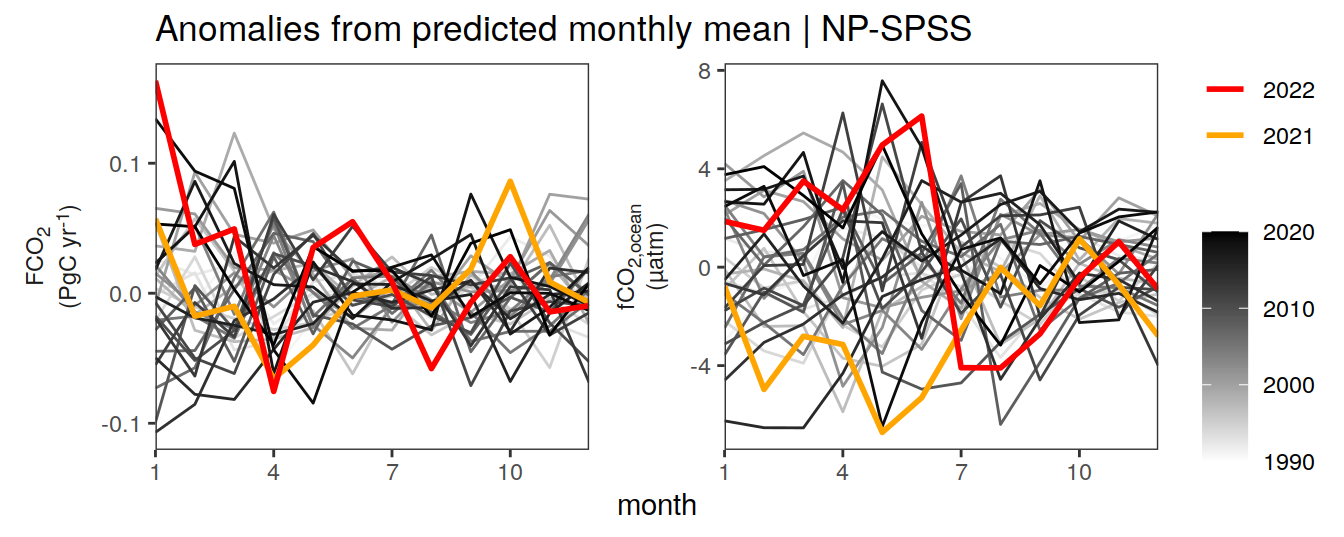 Anomalies from predicted monthly mean | NP-SPSS
FCO₂
(PgC yr⁻¹)
0.1
0.0
-0.1
1 4 7 10
fCO₂,ocean
(µatm)
8
4
0
-4
1 4 7 10
month
2022
2021
2020
2010
2000
1990